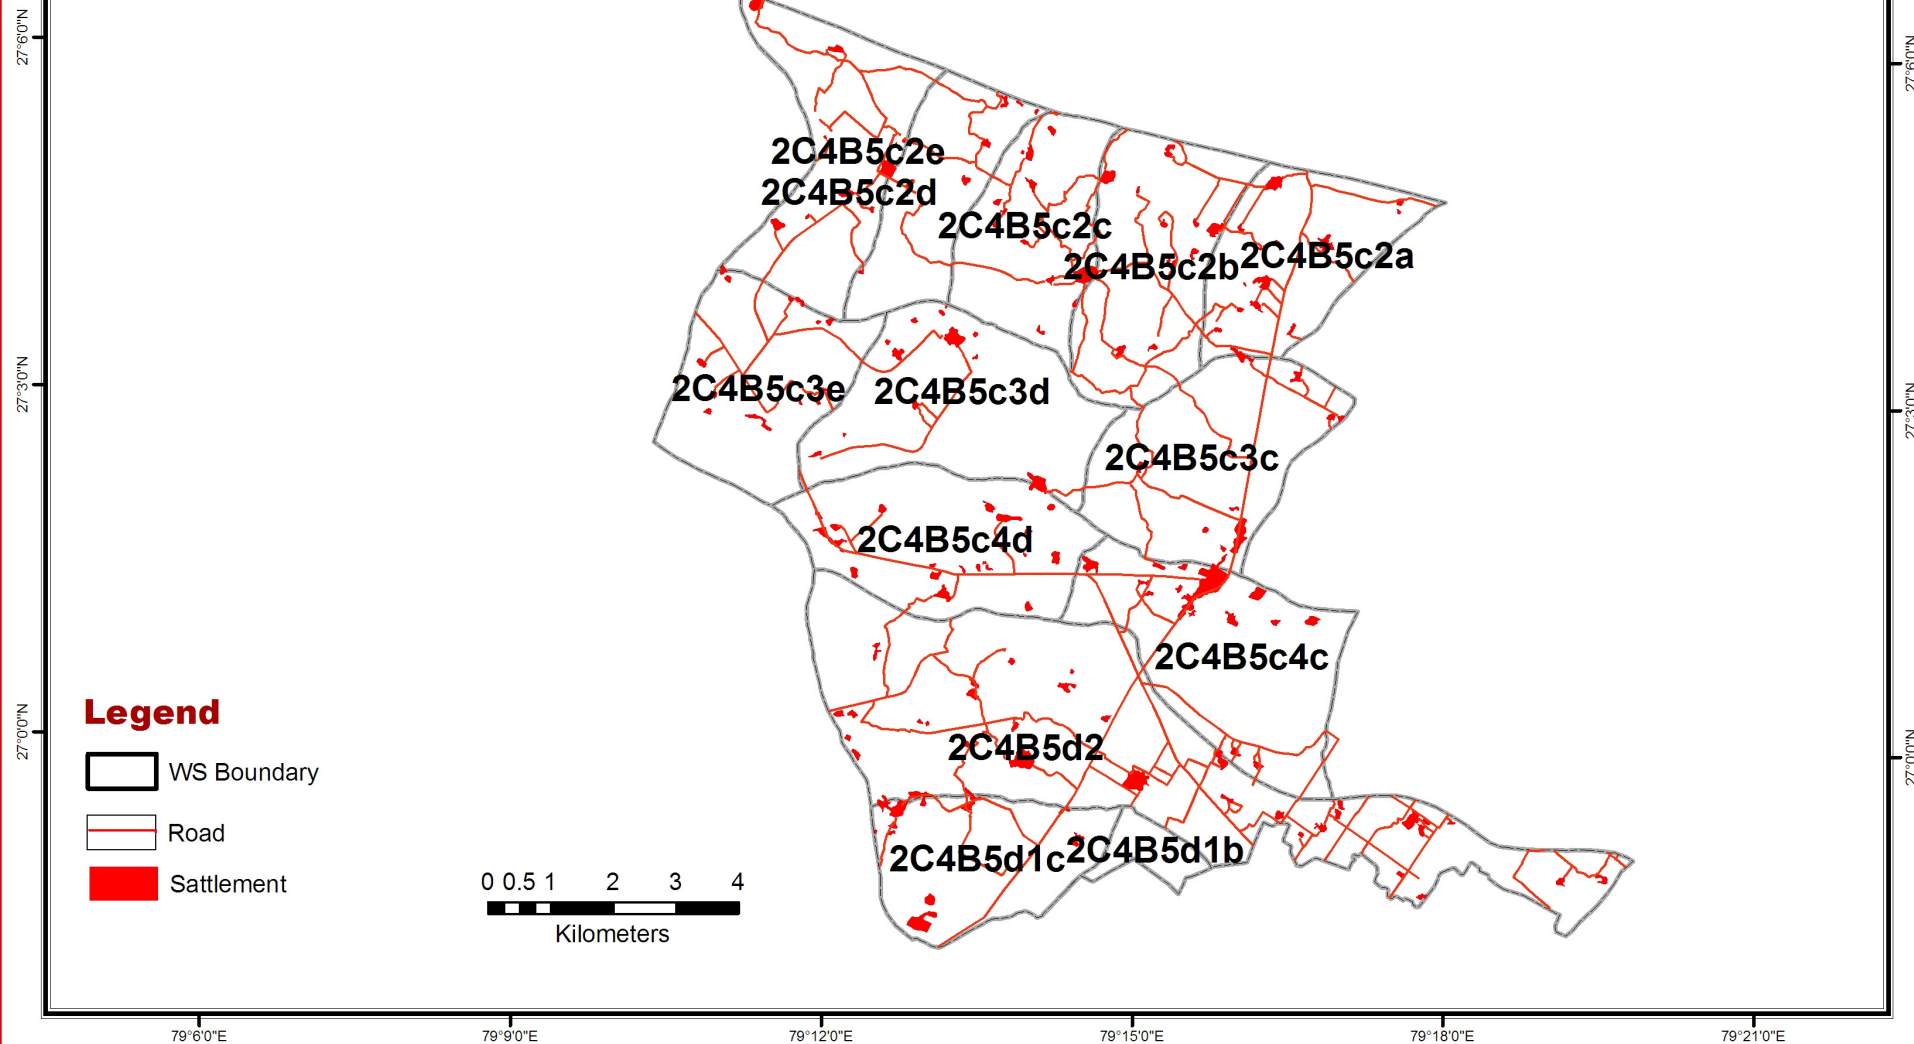 27°6'0"N
27°6'0"N
2C4B5c2e
2C4B5c2d
2C4B5c2c
2C4B5c2b
2C4B5c2a
27°3'0"N
27°3'0"N
2C4B5c3e
2C4B5c3d
2C4B5c3c
2C4B5c4d
2C4B5c4c
27°0'0"N
27°0'0"N
2C4B5d2
2C4B5d1c
2C4B5d1b
Legend
WS Boundary
Road
Sattlement
0 0.5 1 2 3 4
Kilometers
79°6'0"E 79°9'0"E 79°12'0"E 79°15'0"E 79°18'0"E 79°21'0"E